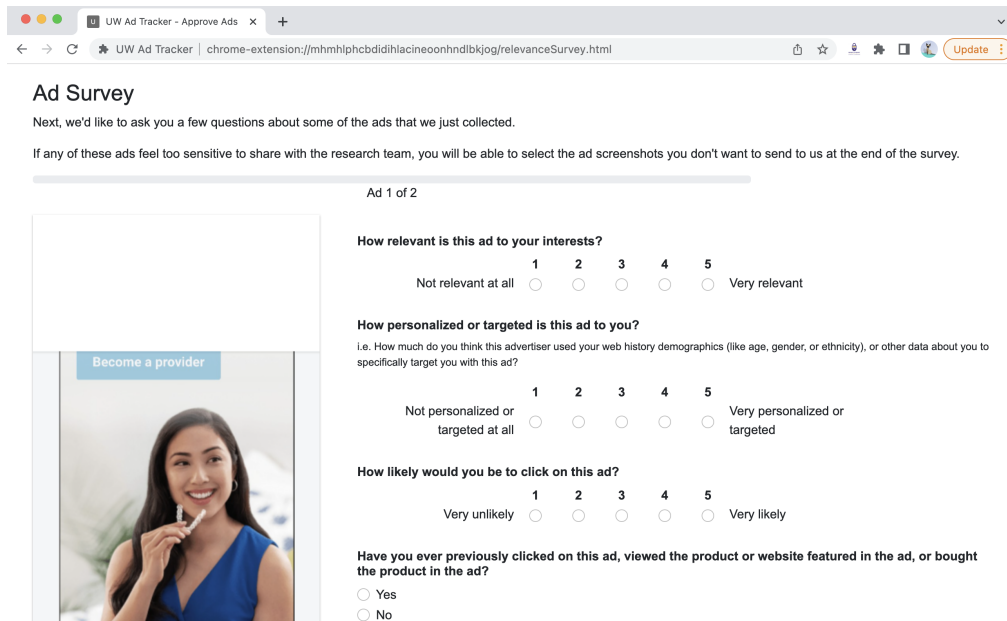 UW Ad Tracker - Approve Ads
UW Ad Tracker | chrome-extension://mhmhlphcbdidihlacineoonhndlbkjog/relevanceSurvey.html
Update
Ad Survey
Next, we'd like to ask you a few questions about some of the ads that we just collected.
If any of these ads feel too sensitive to share with the research team, you will be able to select the ad screenshots you don't want to send to us at the end of the survey.
Ad 1 of 2
Become a provider
How relevant is this ad to your interests?
1 2 3 4 5
Not relevant at all Very relevant
How personalized or targeted is this ad to you?
i.e. How much do you think this advertiser used your web history demographics (like age, gender, or ethnicity), or other data about you to
specifically target you with this ad?
1 2 3 4 5
Not personalized or
targeted at all
Very personalized or
targeted
How likely would you be to click on this ad?
1 2 3 4 5
Very unlikely Very likely
Have you ever previously clicked on this ad, viewed the product or website featured in the ad, or bought
the product in the ad?
Yes
No